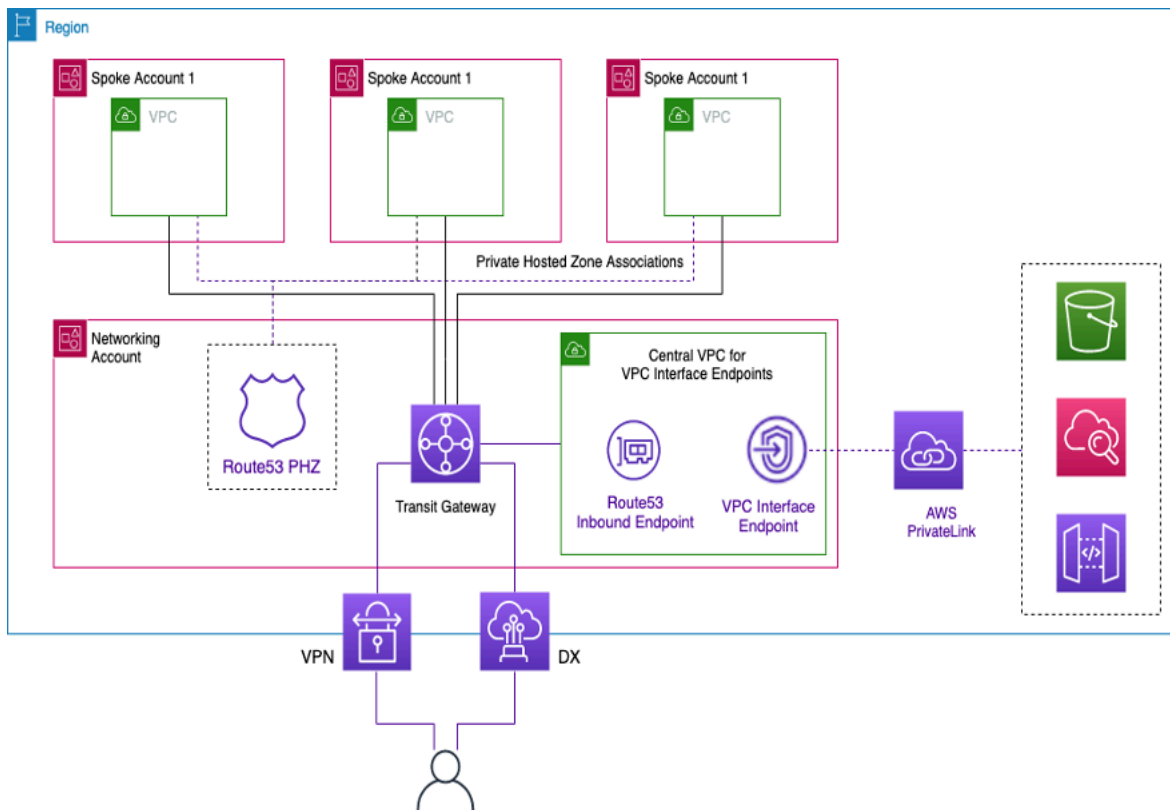 Region
Spoke Account 1
VPC
Spoke Account 1
VPC
Spoke Account 1
VPC
Private Hosted Zone Associations
Networking
Account
Route53 PHZ
Transit Gateway
Central VPC for
VPC Interface Endpoints
Route53
Inbound Endpoint
VPC Interface
Endpoint
AWS
PrivateLink
</>
VPN
DX